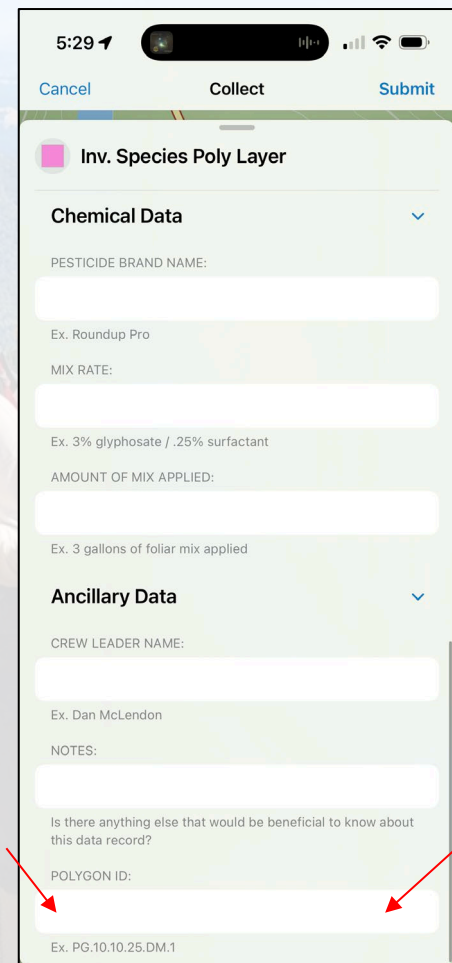 5:29
Cancel Collect Submit
Inv. Species Poly Layer
Chemical Data
PESTICIDE BRAND NAME:
Ex. Roundup Pro
MIX RATE:
Ex. 3% glyphosate / .25% surfactant
AMOUNT OF MIX APPLIED:
Ex. 3 gallons of foliar mix applied
Ancillary Data
CREW LEADER NAME:
Ex. Dan McLendon
NOTES:
Is there anything else that would be beneficial to know about
this data record?
POLYGON ID:
Ex. PG.10.10.25.DM.1